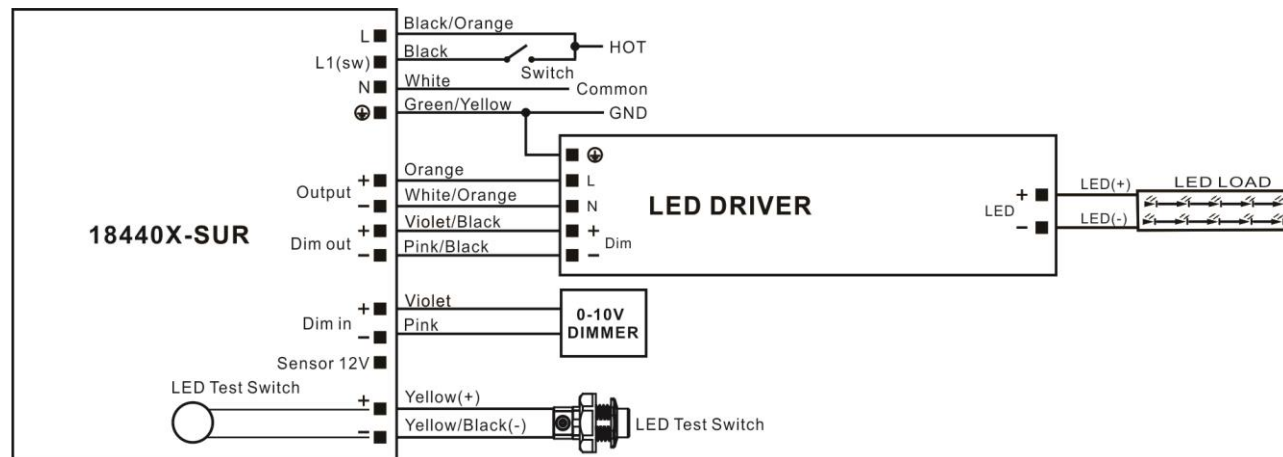 L
Black/Orange
HOT
L1(sw)
Black
Switch
N
White
Common
Green/Yellow
GND
Output
+
Orange
L
−
White/Orange
N
LED DRIVER
18440X-SUR
Dim out
+
Violet/Black
+
Dim
−
Pink/Black
−
LED
+
LED(+)
−
LED(-)
LED LOAD
Dim in
+
Violet
−
Pink
0-10V
DIMMER
Sensor 12V
LED Test Switch
+
Yellow(+)
−
Yellow/Black(-)
LED Test Switch